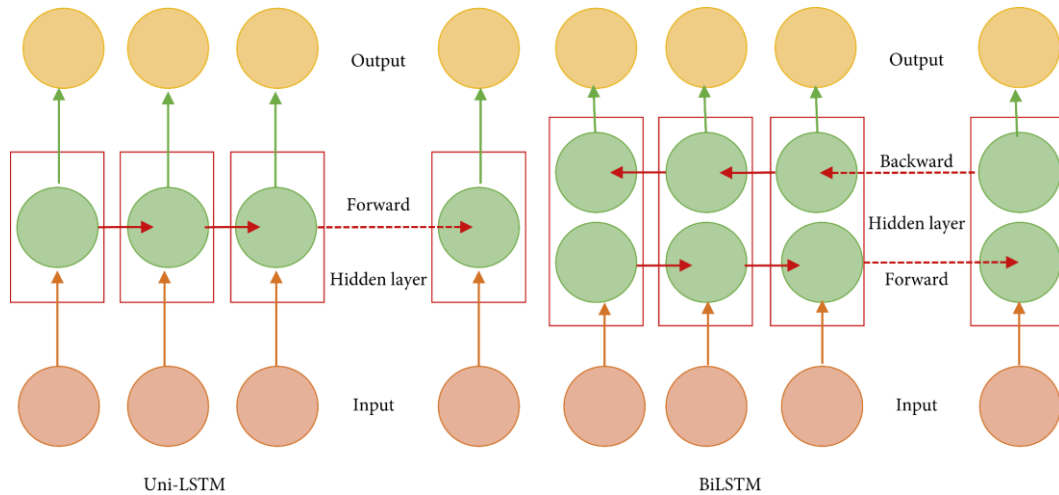 Output
Forward
Hidden layer
Input
Uni-LSTM
Output
Backward
Hidden layer
Forward
Input
BiLSTM